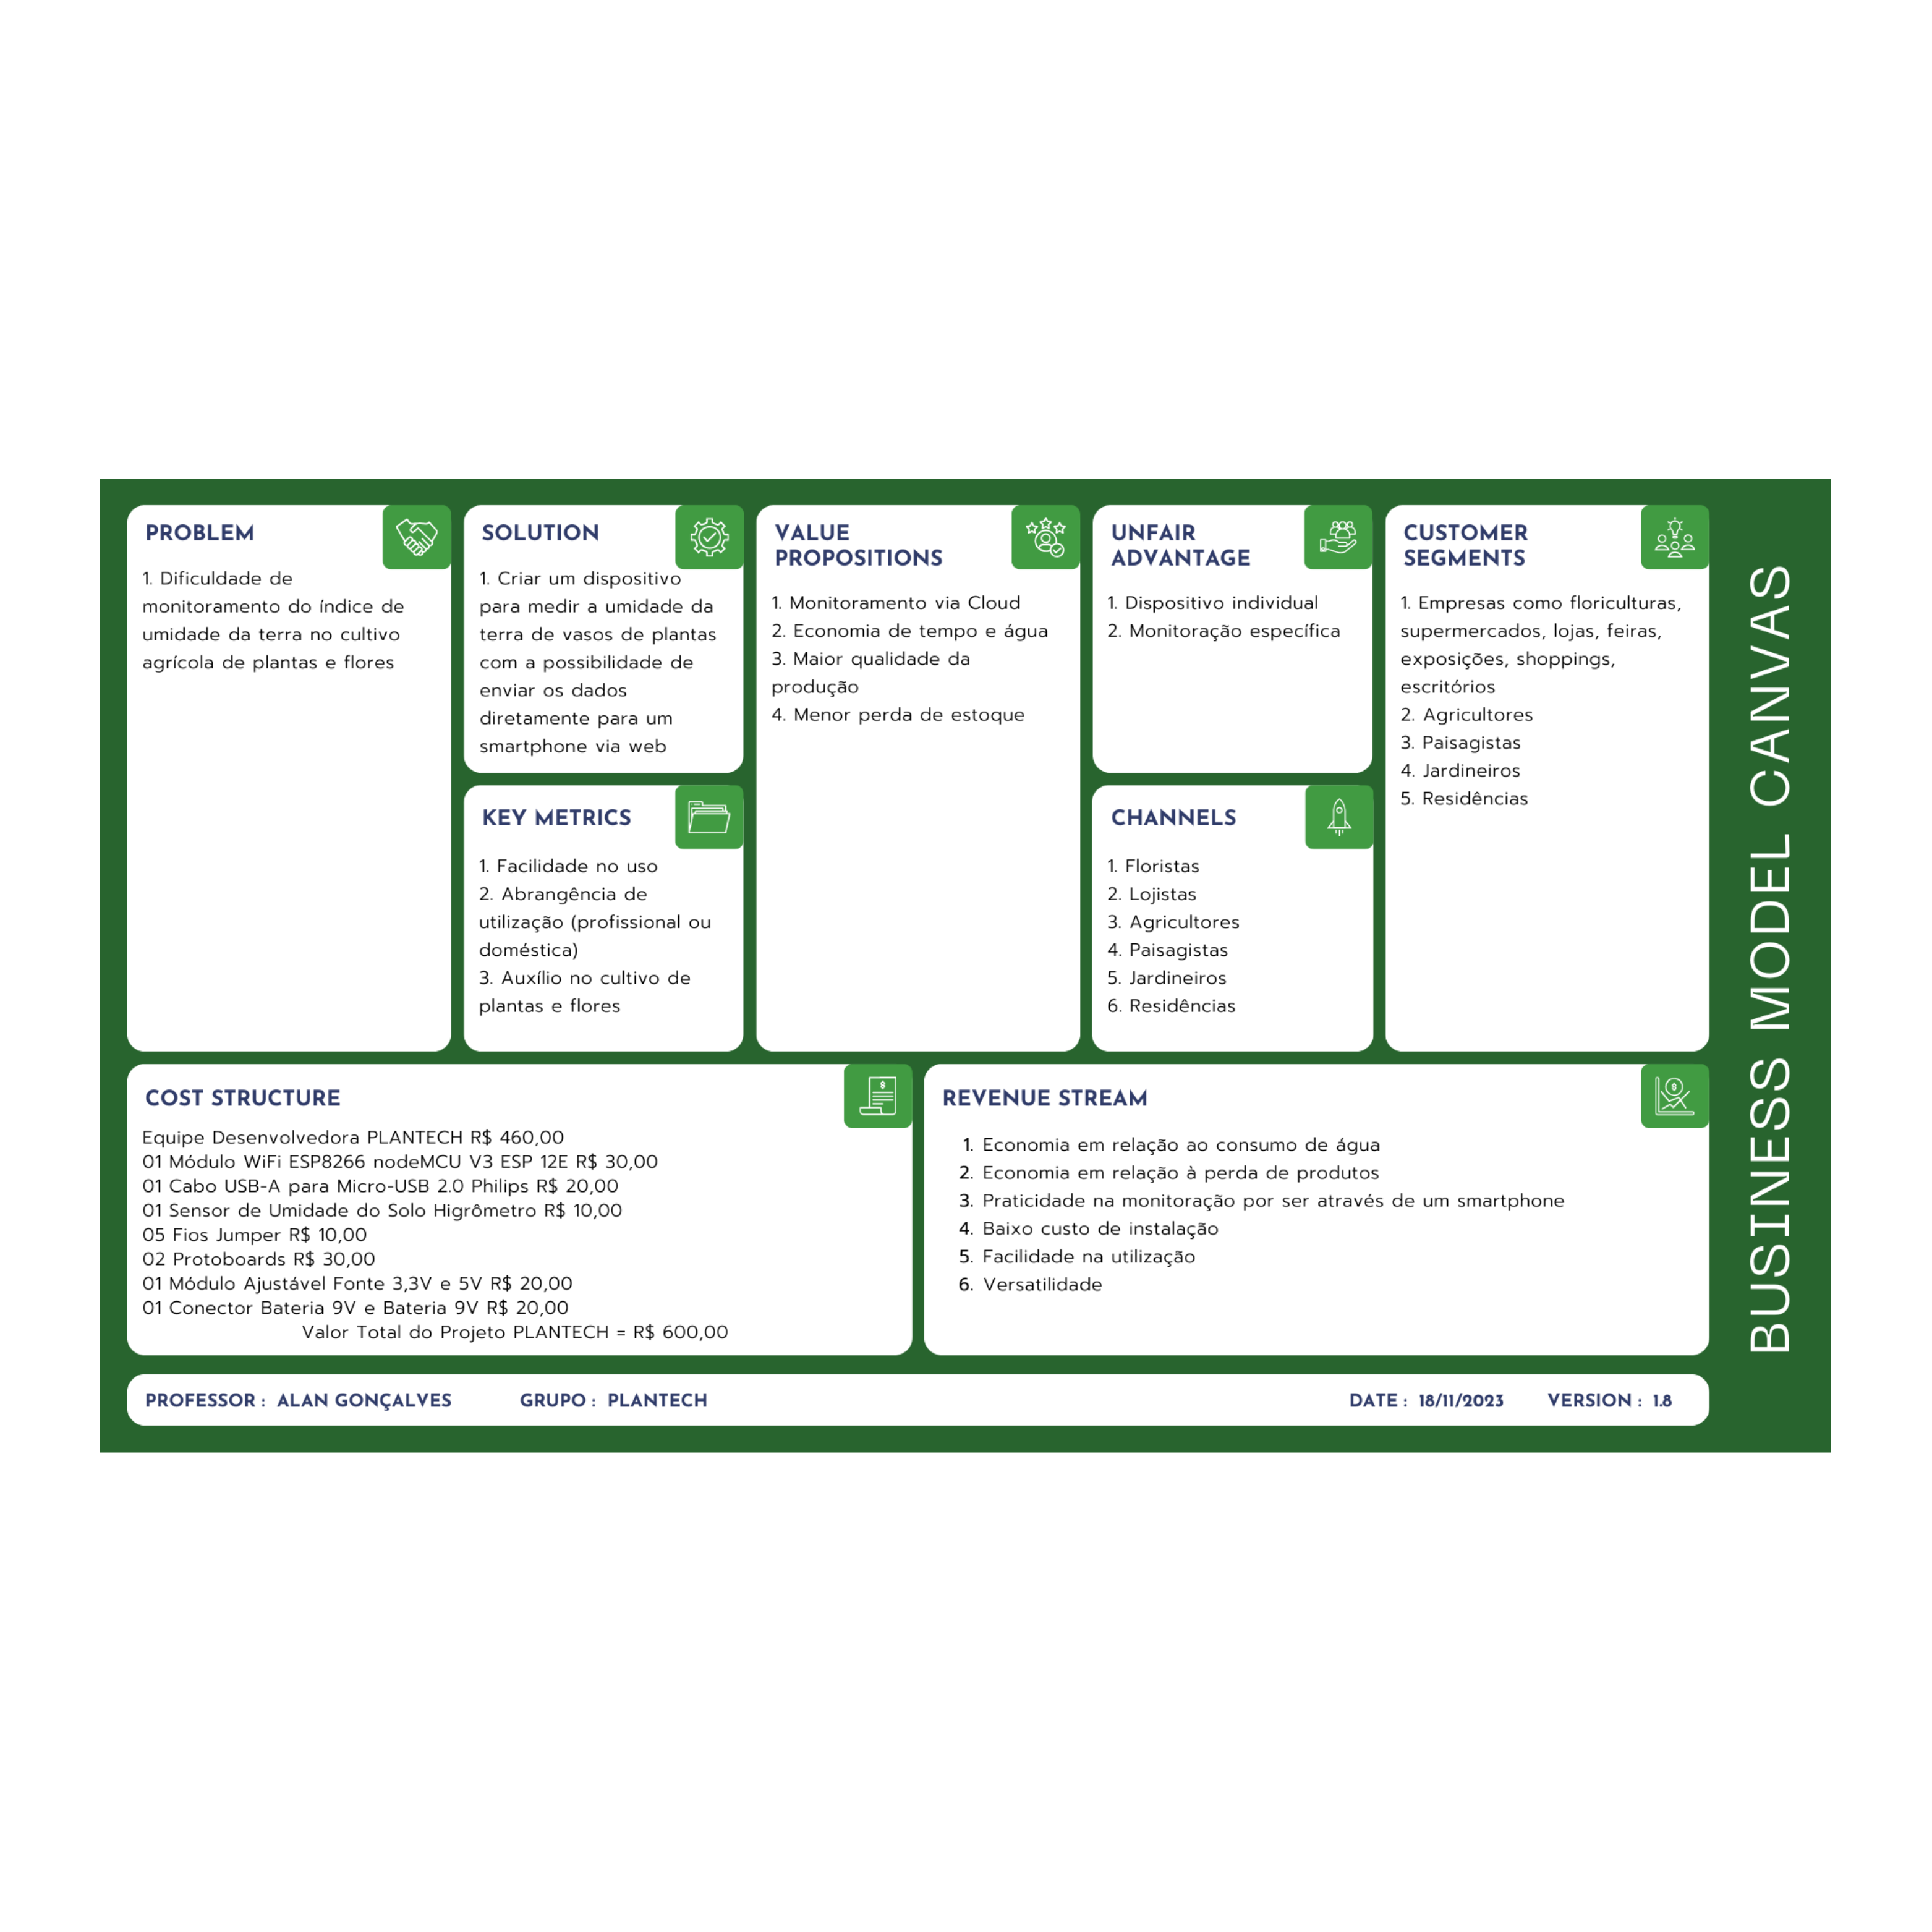 PROBLEM
1. Dificuldade de
monitoramento do índice de
umidade da terra no cultivo
agrícola de plantas e flores
SOLUTION
1. Criar um dispositivo
para medir a umidade da
terra de vasos de plantas
com a possibilidade de
enviar os dados
diretamente para um
smartphone via web
KEY METRICS
1. Facilidade no uso
2. Abrangência de
utilização (profissional ou
doméstica)
3. Auxílio no cultivo de
plantas e flores
VALUE
PROPOSITIONS
1. Monitoramento via Cloud
2. Economia de tempo e água
3. Maior qualidade da
produção
4. Menor perda de estoque
UNFAIR
ADVANTAGE
1. Dispositivo individual
2. Monitoração específica
CHANNELS
1. Floristas
2. Lojistas
3. Agricultores
4. Paisagistas
5. Jardineiros
6. Residências
CUSTOMER
SEGMENTS
1. Empresas como floriculturas,
supermercados, lojas, feiras,
exposições, shoppings,
escritórios
2. Agricultores
3. Paisagistas
4. Jardineiros
5. Residências
COST STRUCTURE
Equipe Desenvolvedora PLANTECH R$ 460,00
01 Módulo WiFi ESP8266 nodeMCU V3 ESP 12E R$ 30,00
01 Cabo USB-A para Micro-USB 2.0 Philips R$ 20,00
01 Sensor de Umidade do Solo Higrômetro R$ 10,00
05 Fios Jumper R$ 10,00
02 Protoboards R$ 30,00
01 Módulo Ajustável Fonte 3,3V e 5V R$ 20,00
01 Conector Bateria 9V e Bateria 9V R$ 20,00
Valor Total do Projeto PLANTECH = R$ 600,00
REVENUE STREAM
1. Economia em relação ao consumo de água
2. Economia em relação à perda de produtos
3. Praticidade na monitoração por ser através de um smartphone
4. Baixo custo de instalação
5. Facilidade na utilização
6. Versatilidade
PROFESSOR : ALAN GONÇALVES GRUPO : PLANTECH DATE : 18/11/2023 VERSION : 1.8
BUSINESS MODEL CANVAS